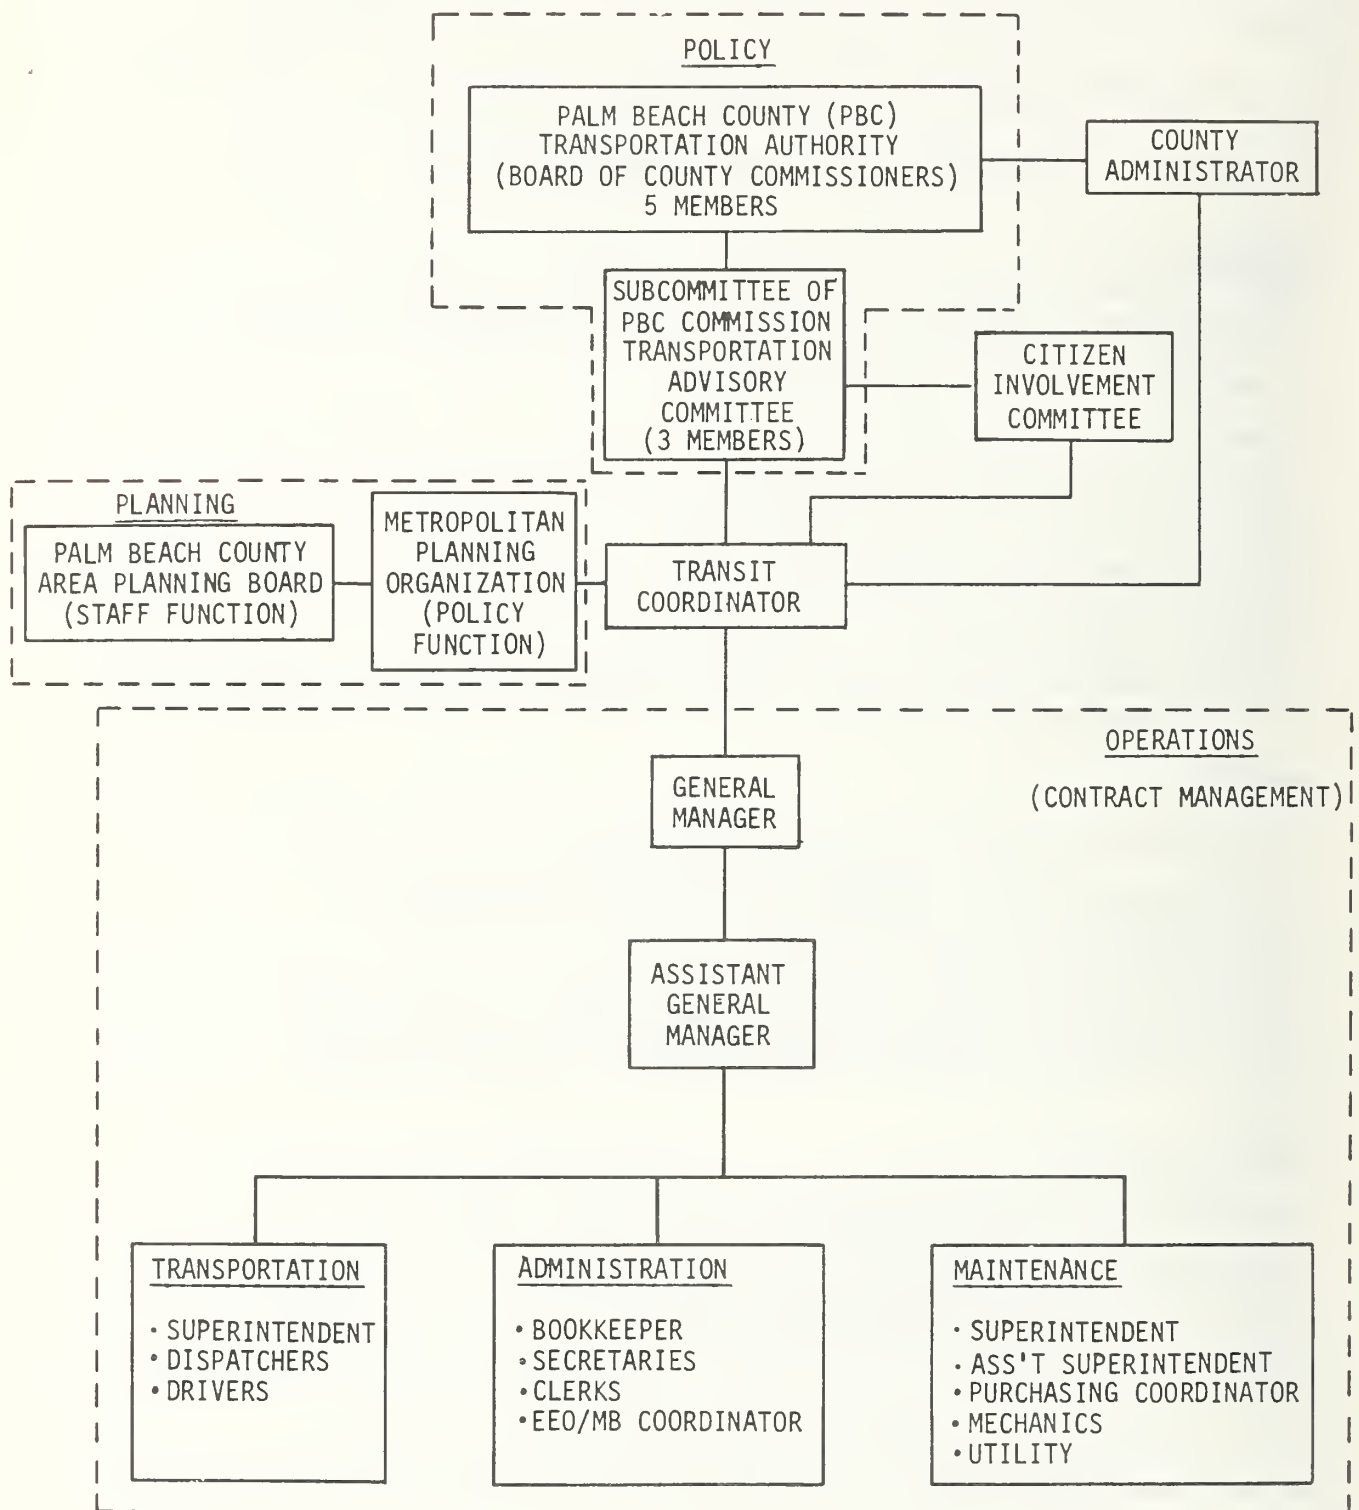 POLICY
PALM BEACH COUNTY (PBC)
TRANSPORTATION AUTHORITY
(BOARD OF COUNTY COMMISSIONERS)
5 MEMBERS
COUNTY
ADMINISTRATOR
SUBCOMMITTEE OF
PBC COMMISSION
TRANSPORTATION
ADVISORY
COMMITTEE
(3 MEMBERS)
CITIZEN
INVOLVEMENT
COMMITTEE
PLANNING
PALM BEACH COUNTY
AREA PLANNING BOARD
(STAFF FUNCTION)
METROPOLITAN
PLANNING
ORGANIZATION
(POLICY
FUNCTION)
TRANSIT
COORDINATOR
OPERATIONS
(CONTRACT MANAGEMENT)
GENERAL
MANAGER
ASSISTANT
GENERAL
MANAGER
TRANSPORTATION
• SUPERINTENDENT
• DISPATCHERS
• DRIVERS
ADMINISTRATION
• BOOKKEEPER
• SECRETARIES
• CLERKS
• EEO/MB COORDINATOR
MAINTENANCE
• SUPERINTENDENT
• ASS'T SUPERINTENDENT
• PURCHASING COORDINATOR
• MECHANICS
• UTILITY